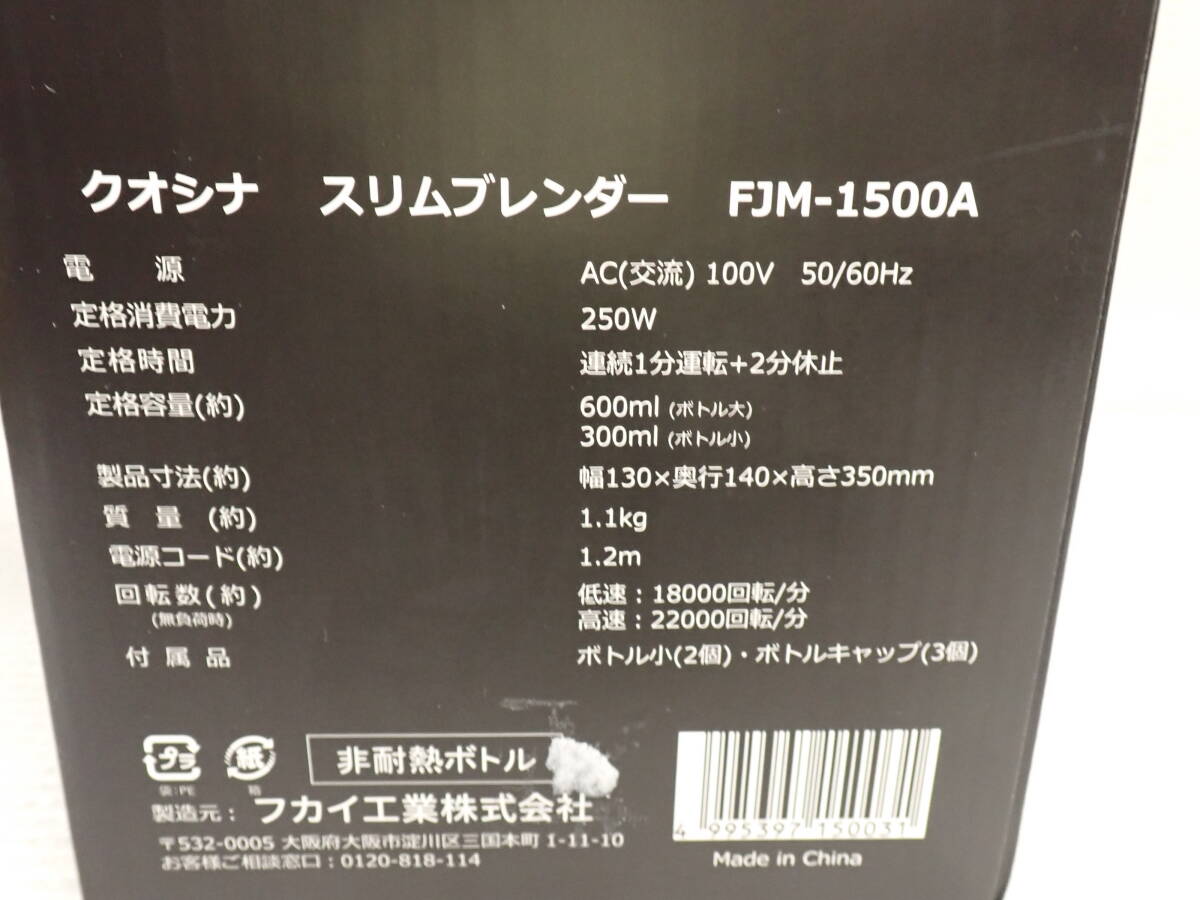 クオシナ　スリムブレンダー　FJM-1500A
電　源　AC(交流) 100V　50/60Hz
定格消費電力　250W
定格時間　連続1分運転+2分休止
定格容量(約)　600ml (ボトル大)
300ml (ボトル小)
製品寸法(約)　幅130×奥行140×高さ350mm
質　量　(約)　1.1kg
電源コード(約)　1.2m
回転数(約)　低速：18000回転/分
(無負荷時)　高速：22000回転/分
付属品　ボトル小(2個)・ボトルキャップ(3個)
プラ　紙　非耐熱ボトル
袋:PE　箱
製造元：フカイ工業株式会社
〒532-0005 大阪府大阪市淀川区三国本町 1-11-10
お客様ご相談窓口：0120-818-114
4 995397 150031
Made in China